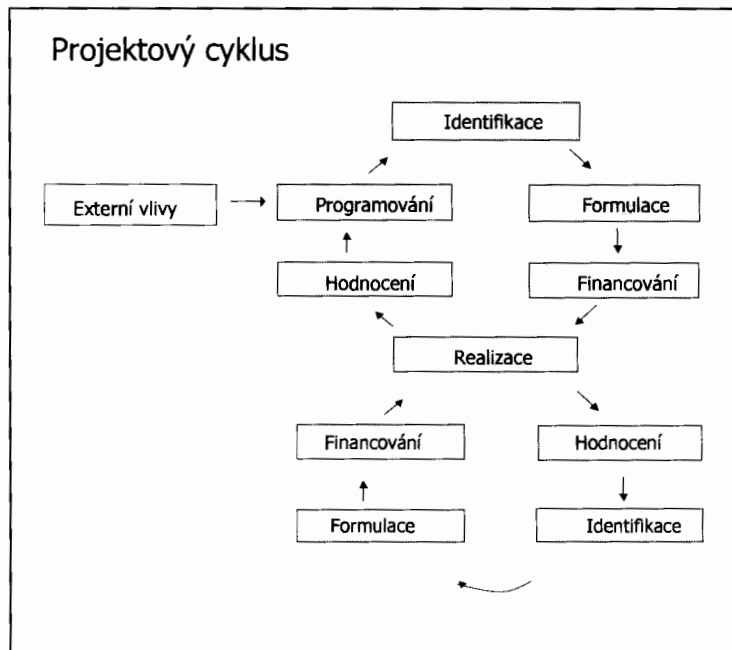 Projektový cyklus
Identifikace
Externí vlivy
Programování
Formulace
Hodnocení
Financování
Realizace
Financování
Hodnocení
Formulace
Identifikace